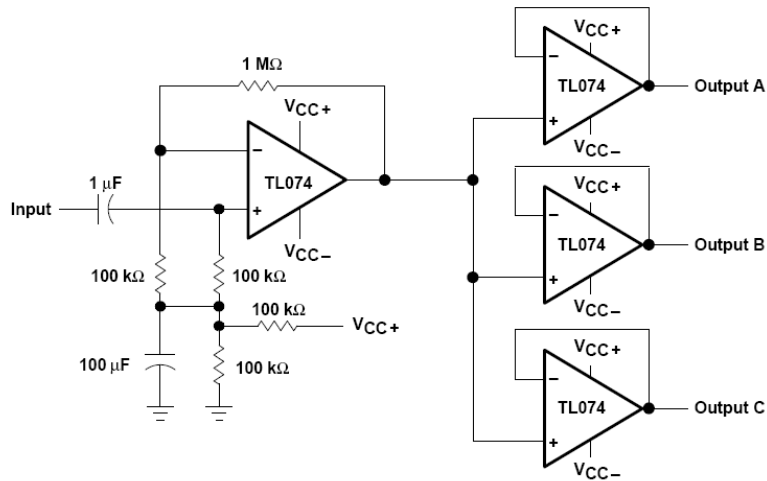 1 MΩ
VCC+
−
TL074
+
VCC−
1 μF
Input
100 kΩ
100 kΩ
100 kΩ
VCC+
100 μF
100 kΩ
VCC+
−
TL074
+
VCC−
Output A
VCC+
−
TL074
+
VCC−
Output B
VCC+
−
TL074
+
VCC−
Output C